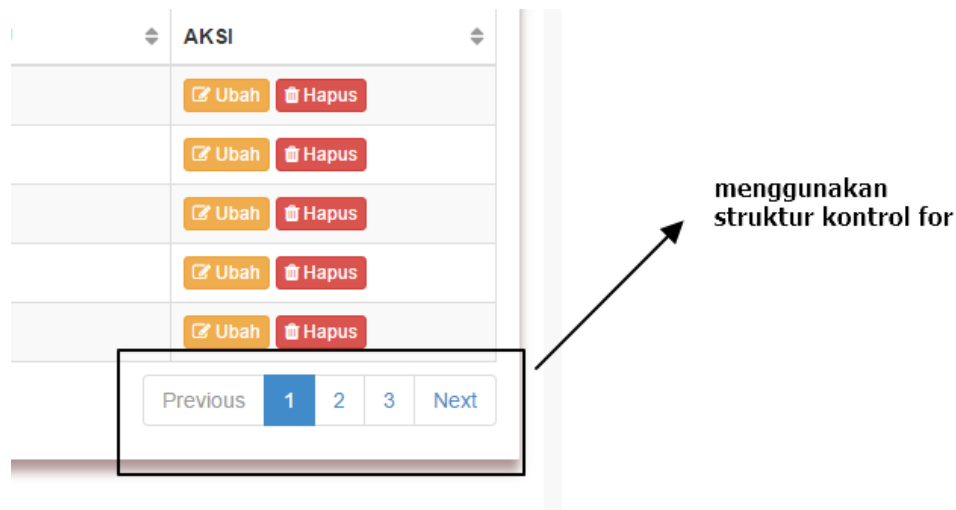 AKSI
Ubah Hapus
Ubah Hapus
Ubah Hapus
Ubah Hapus
Ubah Hapus
menggunakan
struktur kontrol for
Previous 1 2 3 Next